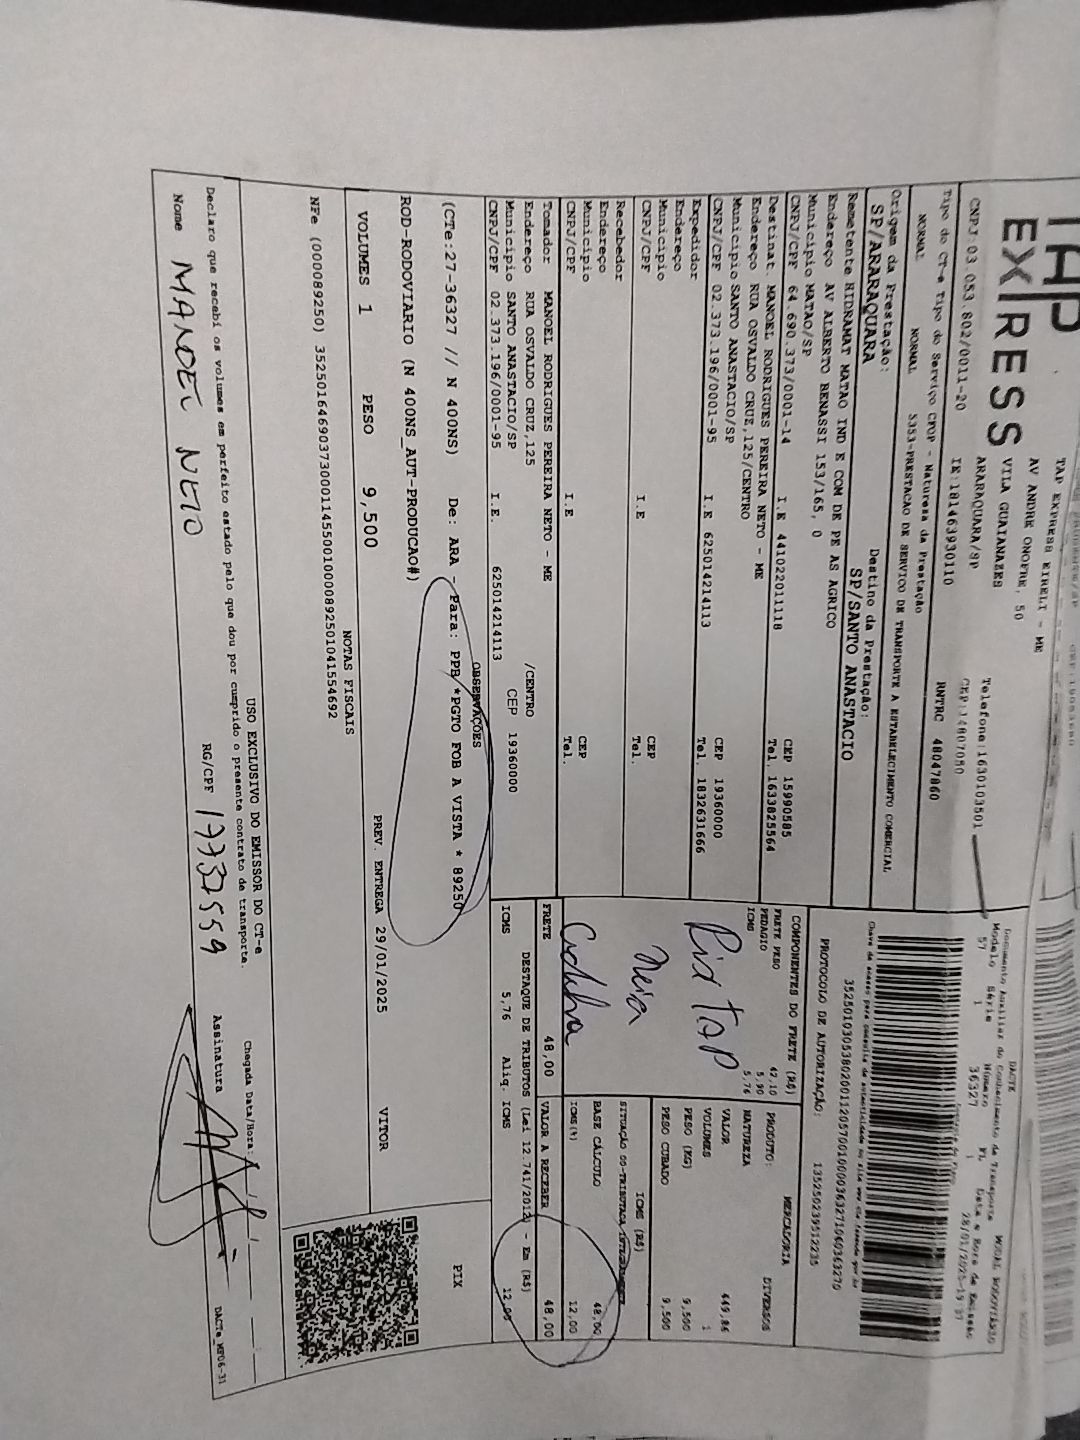 TAP EXPRESS
TAP EXPRESS EIRELI - ME
AV ANDRE ONOFRE, 50
VILA GUAIANAZES
ARARAQUARA/SP
Telefone:1630103501
CEP:14807050
CNPJ:03.053.802/0011-20 IE:181463930110
RNTRC 48047860
DACTE
MODAL RODOVIÁRIO
Documento Auxiliar do Conhecimento de Transporte
Modelo Série Número FL Data e Hora de Emissão
57 1 36327 1 28/01/2025-19:37
Tipo do CT-e Tipo do Serviço CFOP - Natureza da Prestação
NORMAL NORMAL 5353-PRESTACAO DE SERVICO DE TRANSPORTE A ESTABELECIMENTO COMERCIAL
Origem da Prestação: Destino da Prestação:
SP/ARARAQUARA SP/SANTO ANASTACIO
35250103053802001120570010000363271060363270
PROTOCOLO DE AUTORIZAÇÃO: 135250239512235
Remetente HIDRAMAT MATAO IND E COM DE PE AS AGRICO
Endereço AV ALBERTO BENASSI 153/165, 0
Município MATAO/SP CEP 15990585
CNPJ/CPF 64.690.373/0001-14 I.E 441022011118 Tel. 1633825564
Destinat. MANOEL RODRIGUES PEREIRA NETO - ME
Endereço RUA OSVALDO CRUZ,125/CENTRO
Município SANTO ANASTACIO/SP CEP 19360000
CNPJ/CPF 02.373.196/0001-95 I.E 625014214113 Tel. 1832631666
Expedidor
Endereço
Município CEP
CNPJ/CPF I.E Tel.
Recebedor
Endereço
Município CEP
CNPJ/CPF I.E Tel.
Tomador MANOEL RODRIGUES PEREIRA NETO - ME
Endereço RUA OSVALDO CRUZ,125 /CENTRO
Município SANTO ANASTACIO/SP CEP 19360000
CNPJ/CPF 02.373.196/0001-95 I.E. 625014214113
COMPONENTES DO FRETE (R$)
FRETE PESO 42,10
PEDAGIO 5,90
ICMS 5,76
TAP
MERCADORIA
PRODUTO: DIVERSOS
NATUREZA
VALOR 449,86
VOLUMES 1
PESO (KG) 9,500
PESO CUBADO 9,500
ICMS (R$)
BASE CÁLCULO 48,00
ICMS(%) 12,00
FRETE 48,00 VALOR A RECEBER 48,00
DESTAQUE DE TRIBUTOS (Lei 12.741/2012) - Em (R$)
ICMS 5,76 Aliq. ICMS 12,00
OBSERVAÇÕES
(CTe:27-36327 // N 400NS) De: ARA - Para: PPB *PGTO FOB A VISTA * 89250
ROD-RODOVIARIO (N 400NS_AUT-PRODUCAO#)
PIX
VOLUMES 1 PESO 9,500 PREV. ENTREGA 29/01/2025 VITOR
NOTAS FISCAIS
NFe (000089250) 35250164690373000114550010000892501041554692
USO EXCLUSIVO DO EMISSOR DO CT-e
Declaro que recebi os volumes em perfeito estado pelo que dou por cumprido o presente contrato de transporte.
Chegada Data/Hora:
Nome MANOEL NETO RG/CPF 17737559 Assinatura
DACTe MF06-31